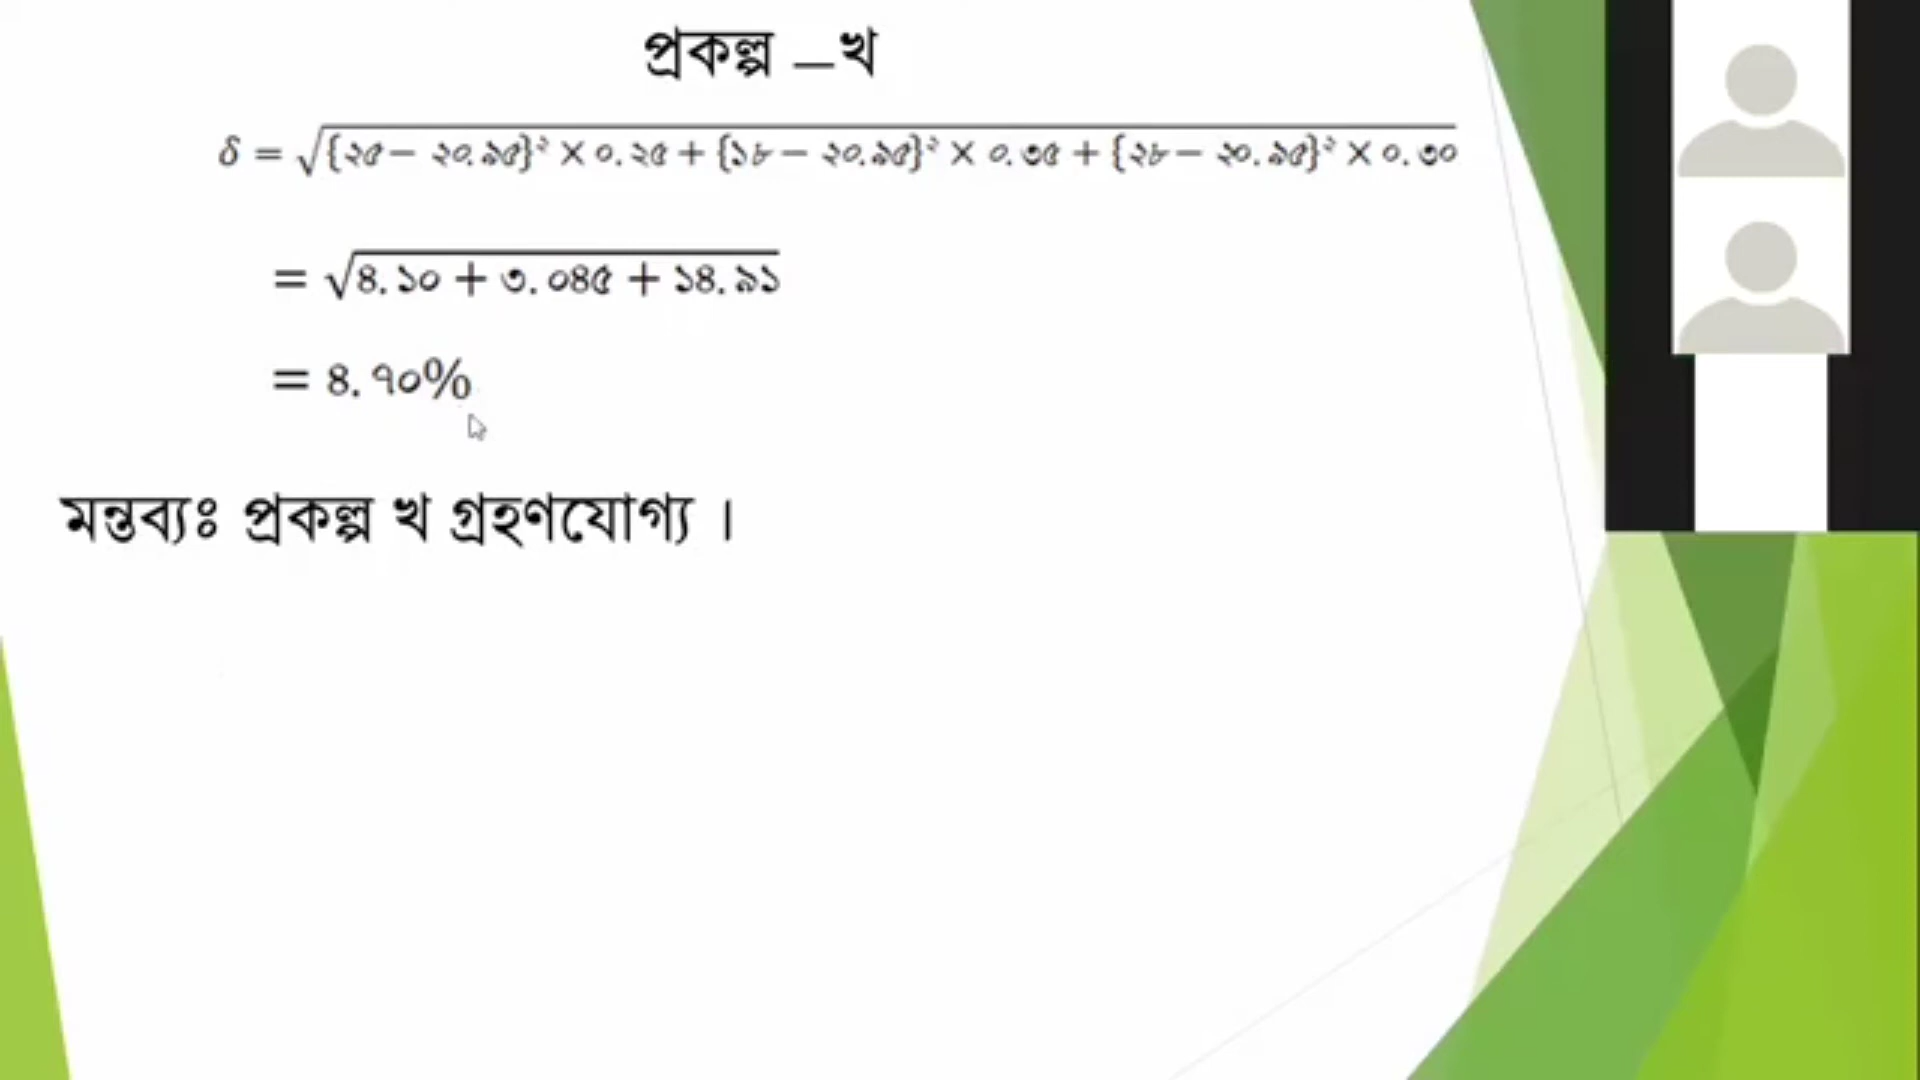 প্রকল্প –খ
δ = √{২৫− ২০.৯৫}² × ০.২৫ + {১৮ − ২০.৯৫}² × ০.৩৫ + {২৮ − ২০.৯৫}² × ০.৩০
= √৪.১০ + ৩.০৪৫ + ১৪.৯১
= ৪.৭০%
মন্তব্যঃ প্রকল্প খ গ্রহণযোগ্য ।